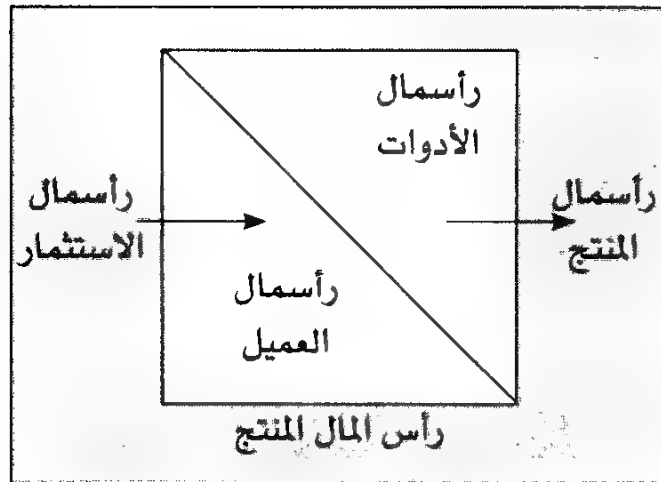 رأسمال
الأدوات
رأسمال
المنتج
رأسمال
الاستثمار
رأسمال
العميل
رأس المال المنتج